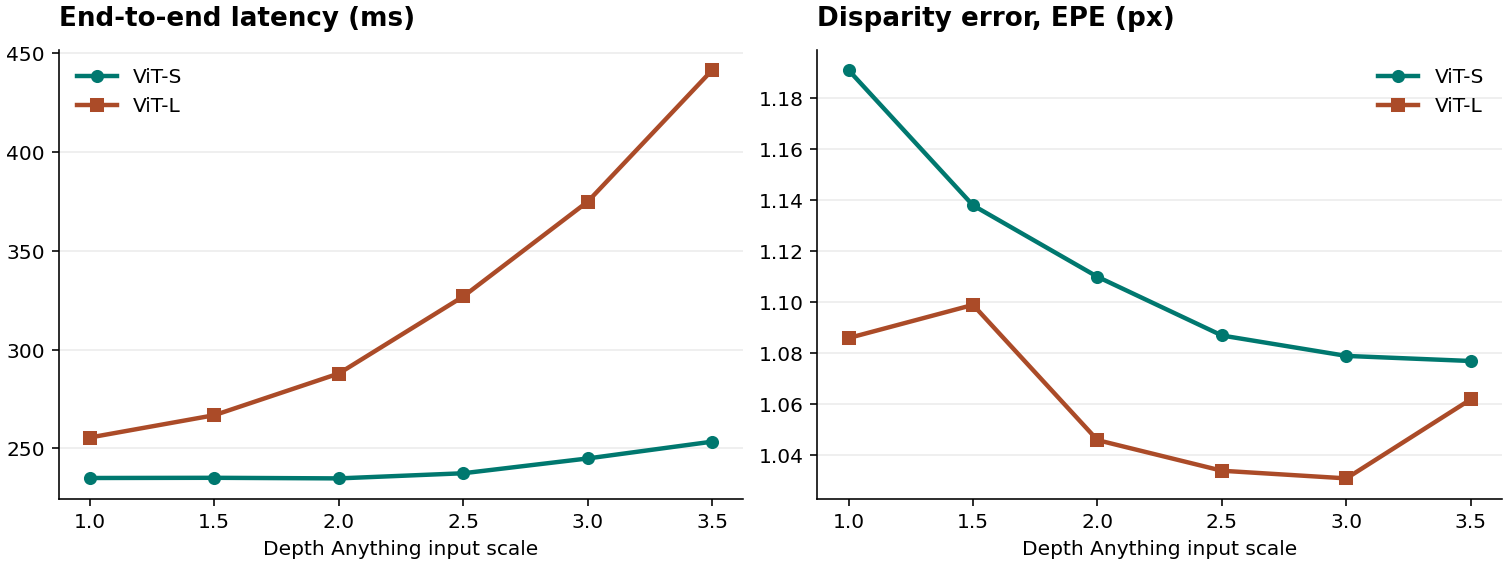 End-to-end latency (ms)
450
400
350
300
250
ViT-S
ViT-L
1.0 1.5 2.0 2.5 3.0 3.5
Depth Anything input scale
Disparity error, EPE (px)
1.18
1.16
1.14
1.12
1.10
1.08
1.06
1.04
ViT-S
ViT-L
1.0 1.5 2.0 2.5 3.0 3.5
Depth Anything input scale